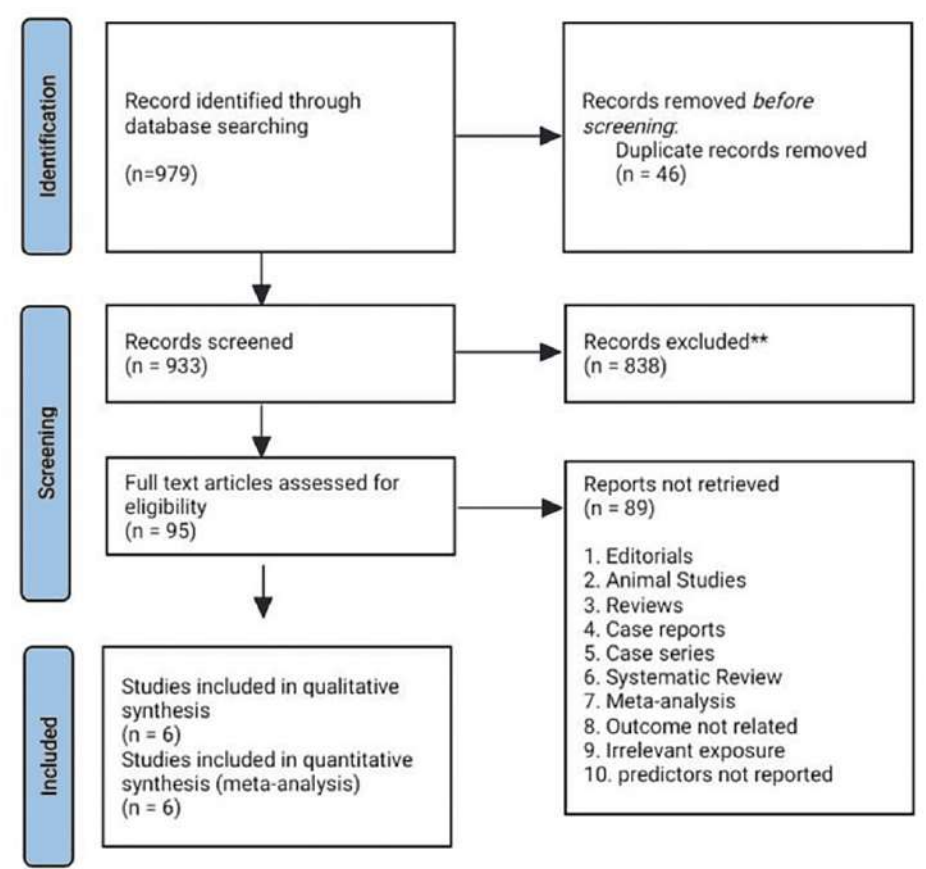 Identification
Record identified through
database searching
(n=979)
Records removed before
screening:
Duplicate records removed
(n = 46)
Screening
Records screened
(n = 933)
Records excluded**
(n = 838)
Full text articles assessed for
eligibility
(n = 95)
Reports not retrieved
(n = 89)
1. Editorials
2. Animal Studies
3. Reviews
4. Case reports
5. Case series
6. Systematic Review
7. Meta-analysis
8. Outcome not related
9. Irrelevant exposure
10. predictors not reported
Included
Studies included in qualitative
synthesis
(n = 6)
Studies included in quantitative
synthesis (meta-analysis)
(n = 6)